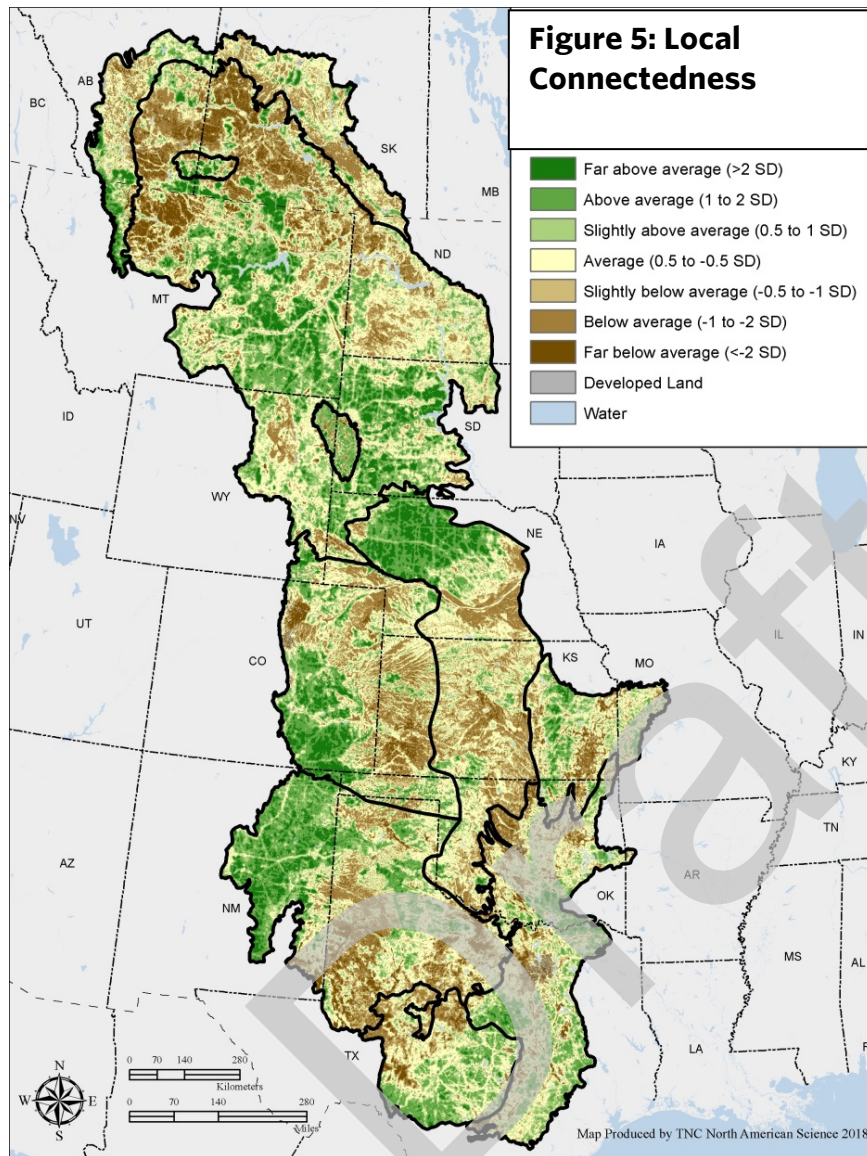 Figure 5: Local
Connectedness
Far above average (>2 SD)
Above average (1 to 2 SD)
Slightly above average (0.5 to 1 SD)
Average (0.5 to -0.5 SD)
Slightly below average (-0.5 to -1 SD)
Below average (-1 to -2 SD)
Far below average (<-2 SD)
Developed Land
Water
AB
BC
SK
MB
ND
MT
ID
SD
WY
NV
NE
IA
UT
IL
IN
CO
KS
MO
KY
TN
AZ
NM
OK
AR
MS
AL
TX
LA
Draft
N
W
E
S
0 70 140 280
Kilometers
0 70 140 280
Miles
Map Produced by TNC North American Science 2018